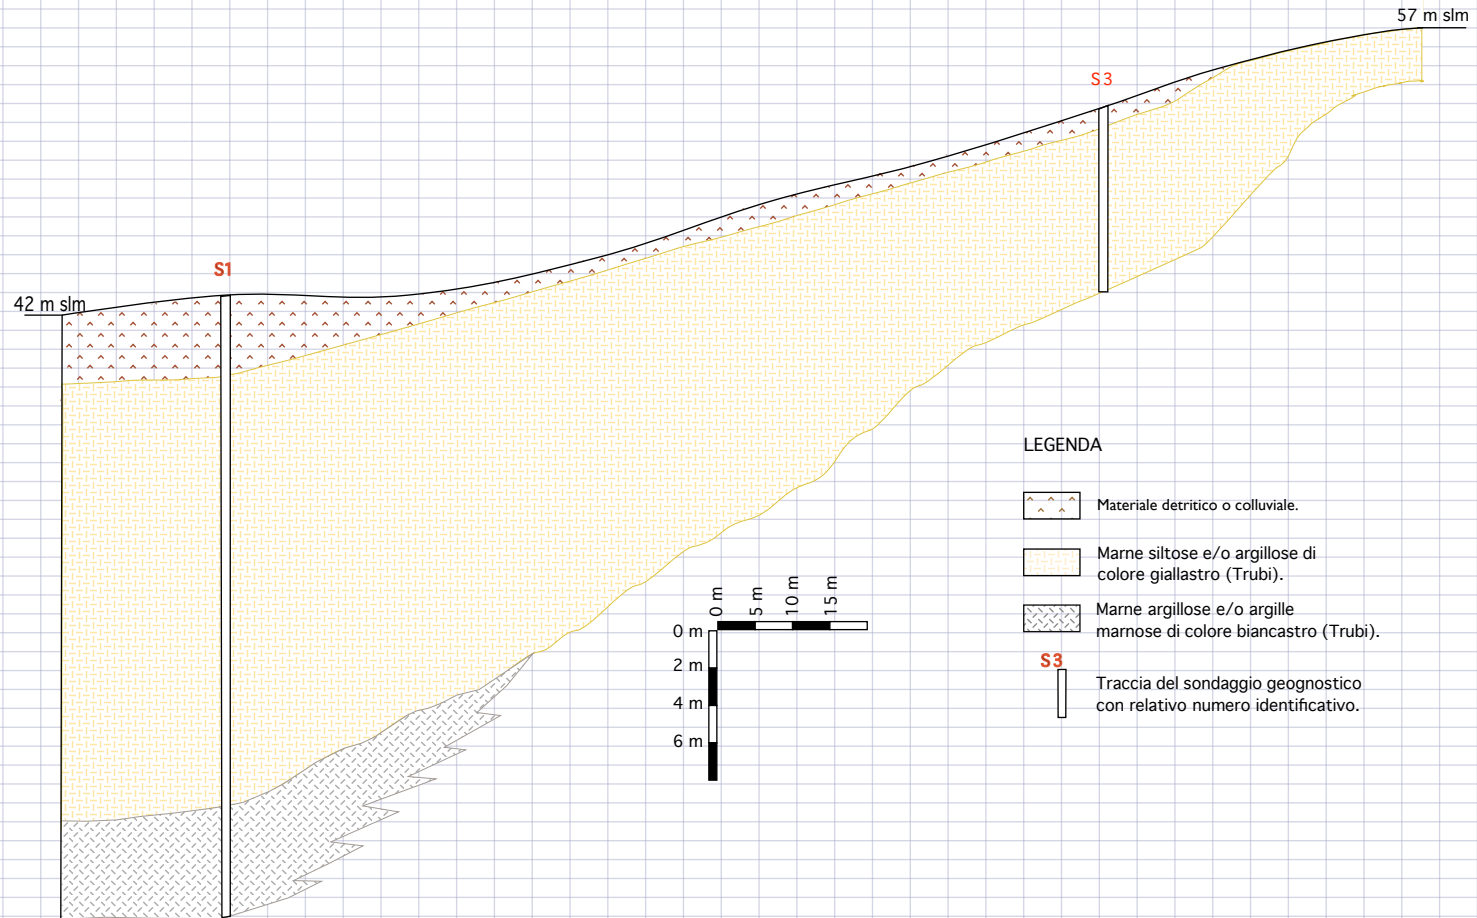 57 m slm
S3
S1
42 m slm
LEGENDA
Materiale detritico o colluviale.
Marne siltose e/o argillose di
colore giallastro (Trubi).
Marne argillose e/o argille
marnose di colore biancastro (Trubi).
S3
Traccia del sondaggio geognostico
con relativo numero identificativo.
0 m
5 m
10 m
15 m
0 m
2 m
4 m
6 m